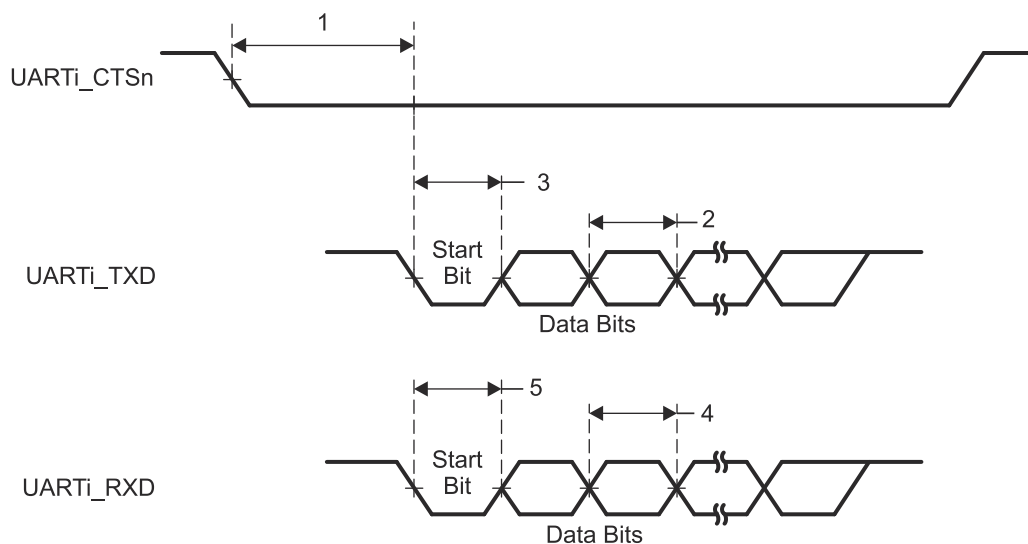 1
UARTi_CTSn
3
2
Start
Bit
UARTi_TXD
Data Bits
5
4
Start
Bit
UARTi_RXD
Data Bits